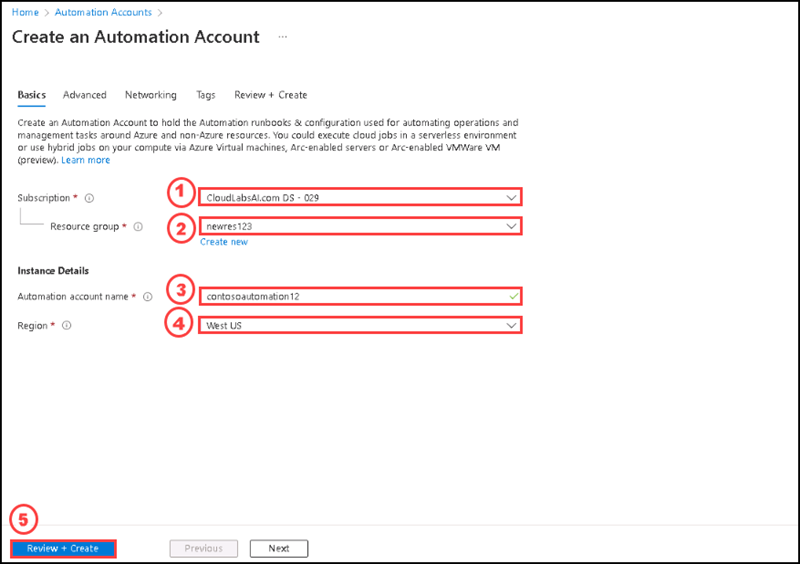 Home > Automation Accounts >
Create an Automation Account ...
Basics Advanced Networking Tags Review + Create
Create an Automation Account to hold the Automation runbooks & configuration used for automating operations and
management tasks around Azure and non-Azure resources. You could execute cloud jobs in a serverless environment
or use hybrid jobs on your compute via Azure Virtual machines, Arc-enabled servers or Arc-enabled VMWare VM
(preview). Learn more
Subscription * 1 CloudLabsAI.com DS - 029
Resource group * 2 newres123
Create new
Instance Details
Automation account name * 3 contosoautomation12
Region * 4 West US
5
Review + Create Previous Next